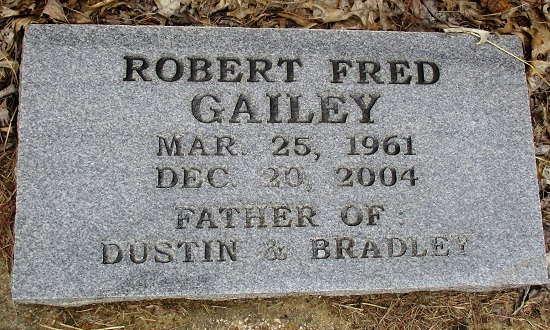 ROBERT FRED
GAILEY
MAR. 25, 1961
DEC. 20, 2004
FATHER OF:
DUSTIN & BRADLEY